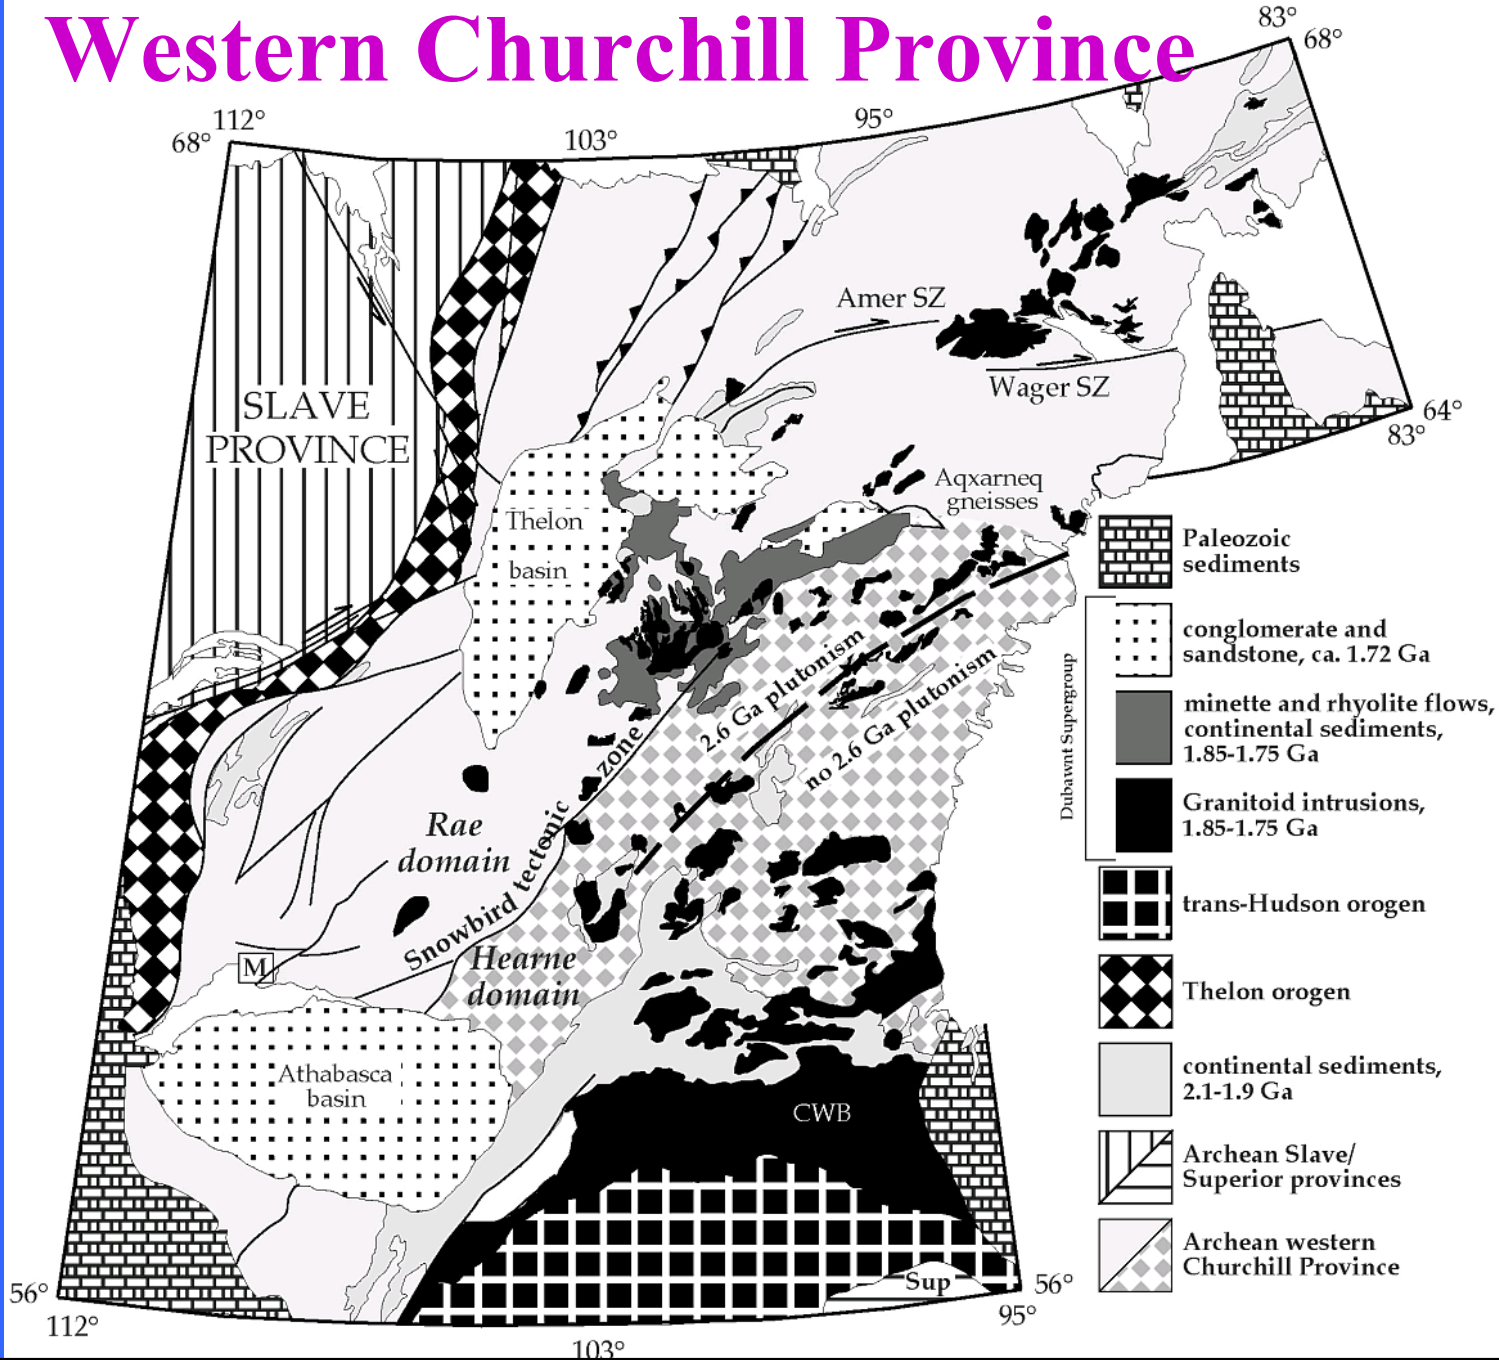 Western Churchill Province
83°
68°
112°
68°
103°
95°
Amer SZ
Wager SZ
SLAVE
PROVINCE
64°
83°
Aqxarneq
gneisses
Thelon
basin
2.6 Ga plutonism
no 2.6 Ga plutonism
Snowbird tectonic zone
Rae
domain
Hearne
domain
M
Athabasca
basin
CWB
Sup
56°
112°
103°
95°
56°
Paleozoic
sediments
Dubawnt Supergroup
conglomerate and
sandstone, ca. 1.72 Ga
minette and rhyolite flows,
continental sediments,
1.85-1.75 Ga
Granitoid intrusions,
1.85-1.75 Ga
trans-Hudson orogen
Thelon orogen
continental sediments,
2.1-1.9 Ga
Archean Slave/
Superior provinces
Archean western
Churchill Province